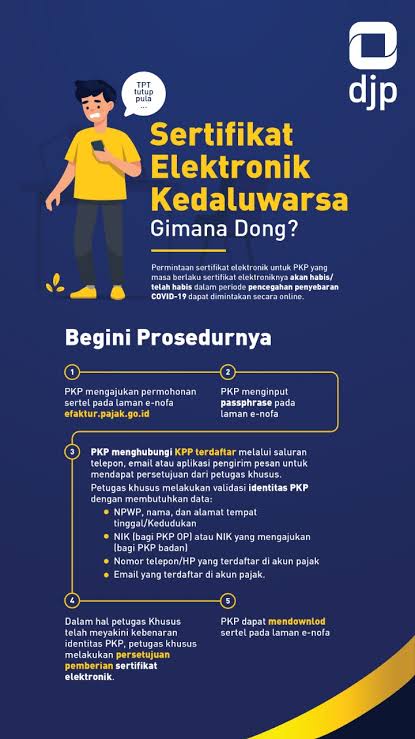 djp
TPT
tutup
pula
...
Sertifikat
Elektronik
Kedaluwarsa
Gimana Dong?
Permintaan sertifikat elektronik untuk PKP yang
masa berlaku sertifikat elektroniknya akan habis/
telah habis dalam periode pencegahan penyebaran
COVID-19 dapat dimintakan secara online.
Begini Prosedurnya
1
PKP mengajukan permohonan
sertel pada laman e-nofa
efaktur.pajak.go.id
2
PKP menginput
passphrase pada
laman e-nofa
3
PKP menghubungi KPP terdaftar melalui saluran
telepon, email atau aplikasi pengirim pesan untuk
mendapat persetujuan dari petugas khusus.
Petugas khusus melakukan validasi identitas PKP
dengan membutuhkan data:
• NPWP, nama, dan alamat tempat
tinggal/Kedudukan
• NIK (bagi PKP OP) atau NIK yang mengajukan
(bagi PKP badan)
• Nomor telepon/HP yang terdaftar di akun pajak
• Email yang terdaftar di akun pajak.
4
Dalam hal petugas Khusus
telah meyakini kebenaran
identitas PKP, petugas khusus
melakukan persetujuan
pemberian sertifikat
elektronik.
5
PKP dapat mendownlod
sertel pada laman e-nofa